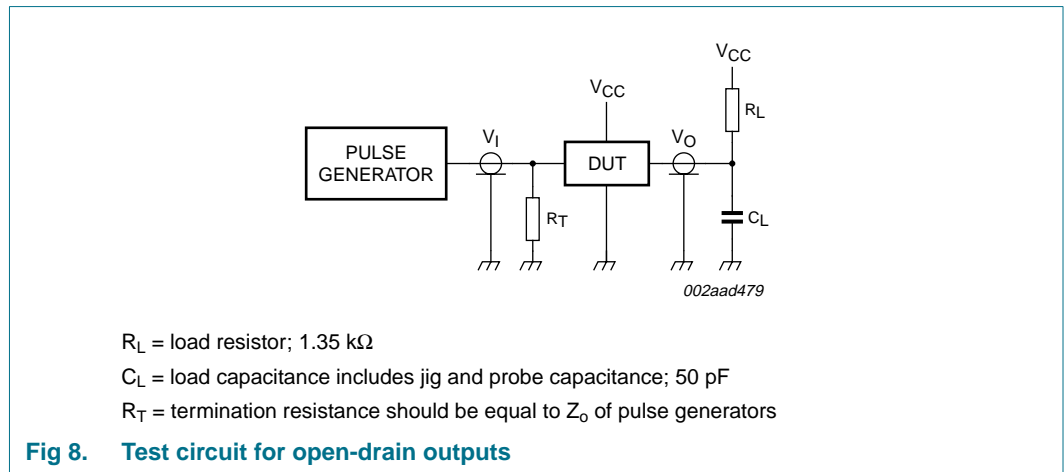 VCC
RL
VCC
VI
VO
PULSE
GENERATOR
DUT
RT
CL
002aad479
RL = load resistor; 1.35 kΩ
CL = load capacitance includes jig and probe capacitance; 50 pF
RT = termination resistance should be equal to Zo of pulse generators
Fig 8. Test circuit for open-drain outputs